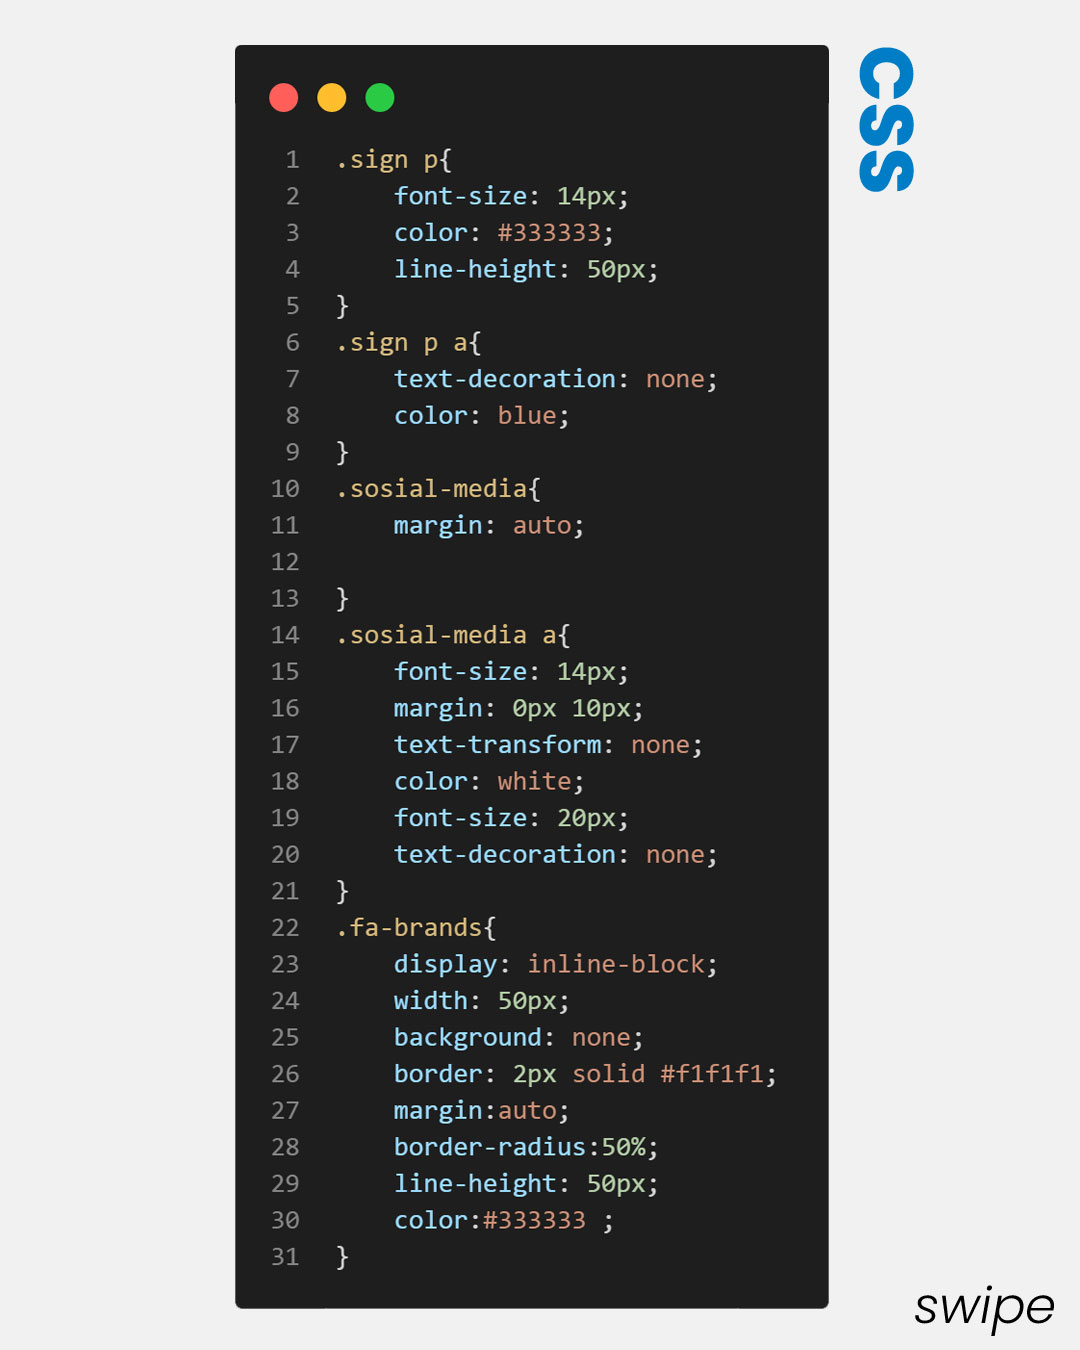 CSS
1 .sign p{
2     font-size: 14px;
3     color: #333333;
4     line-height: 50px;
5 }
6 .sign p a{
7     text-decoration: none;
8     color: blue;
9 }
10 .sosial-media{
11     margin: auto;
12
13 }
14 .sosial-media a{
15     font-size: 14px;
16     margin: 0px 10px;
17     text-transform: none;
18     color: white;
19     font-size: 20px;
20     text-decoration: none;
21 }
22 .fa-brands{
23     display: inline-block;
24     width: 50px;
25     background: none;
26     border: 2px solid #f1f1f1;
27     margin:auto;
28     border-radius:50%;
29     line-height: 50px;
30     color:#333333 ;
31 }
swipe